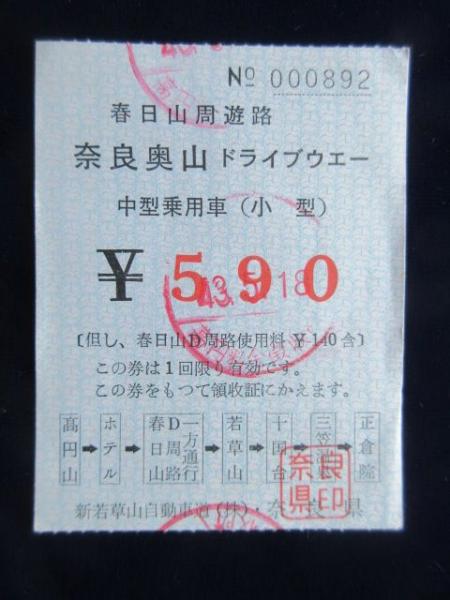 № 000892
春日山周遊路
奈良奥山ドライブウエー
中型乗用車(小型)
¥590
43.5.18
〔但し、春日山D周路使用料 ¥140含〕
この券は1回限り有効です。
この券をもつて領収証にかえます。
高円山➡ホテル➡春日山D周路一方通行➡若草山➡十国台➡三笠温泉➡正倉院
奈良県印
新若草山自動車道(株)・奈良県